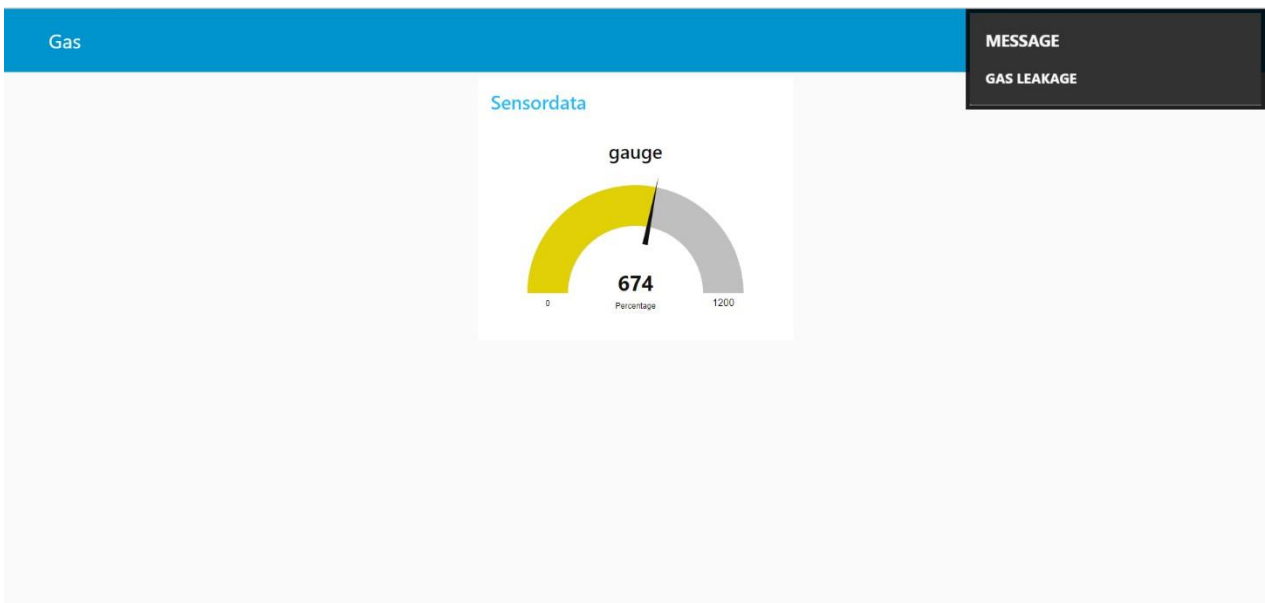 Gas
MESSAGE
GAS LEAKAGE
Sensordata
gauge
674
0
Percentage
1200